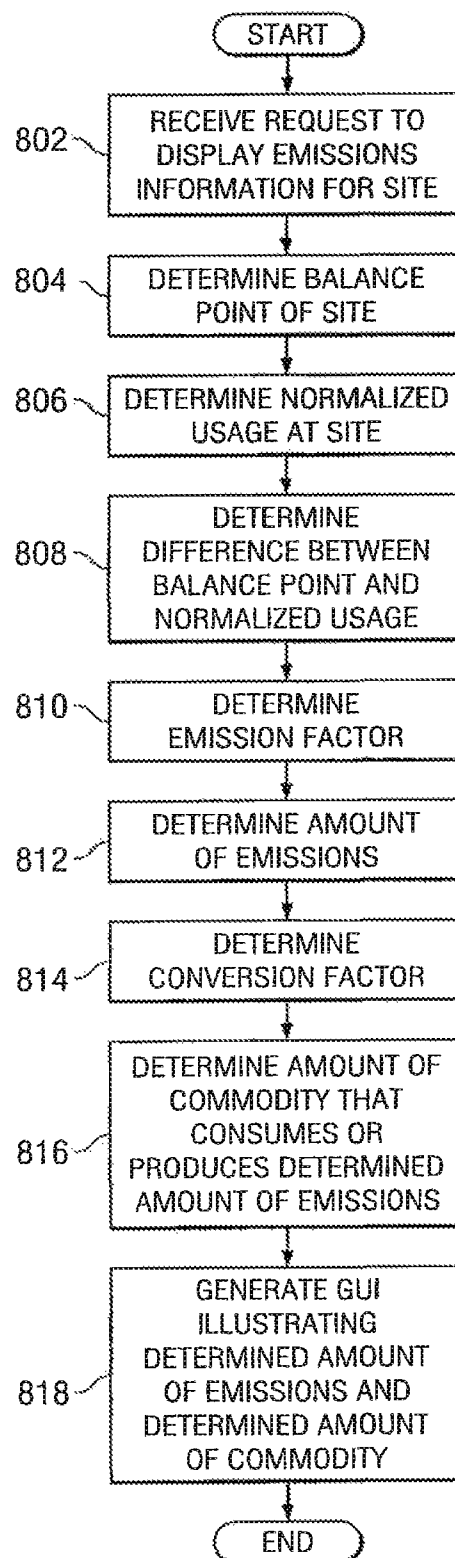 START
802
RECEIVE REQUEST TO
DISPLAY EMISSIONS
INFORMATION FOR SITE
804
DETERMINE BALANCE
POINT OF SITE
806
DETERMINE NORMALIZED
USAGE AT SITE
808
DETERMINE
DIFFERENCE BETWEEN
BALANCE POINT AND
NORMALIZED USAGE
810
DETERMINE
EMISSION FACTOR
812
DETERMINE AMOUNT
OF EMISSIONS
814
DETERMINE
CONVERSION FACTOR
816
DETERMINE AMOUNT OF
COMMODITY THAT
CONSUMES OR
PRODUCES DETERMINED
AMOUNT OF EMISSIONS
818
GENERATE GUI
ILLUSTRATING
DETERMINED AMOUNT
OF EMISSIONS AND
DETERMINED AMOUNT
OF COMMODITY
END